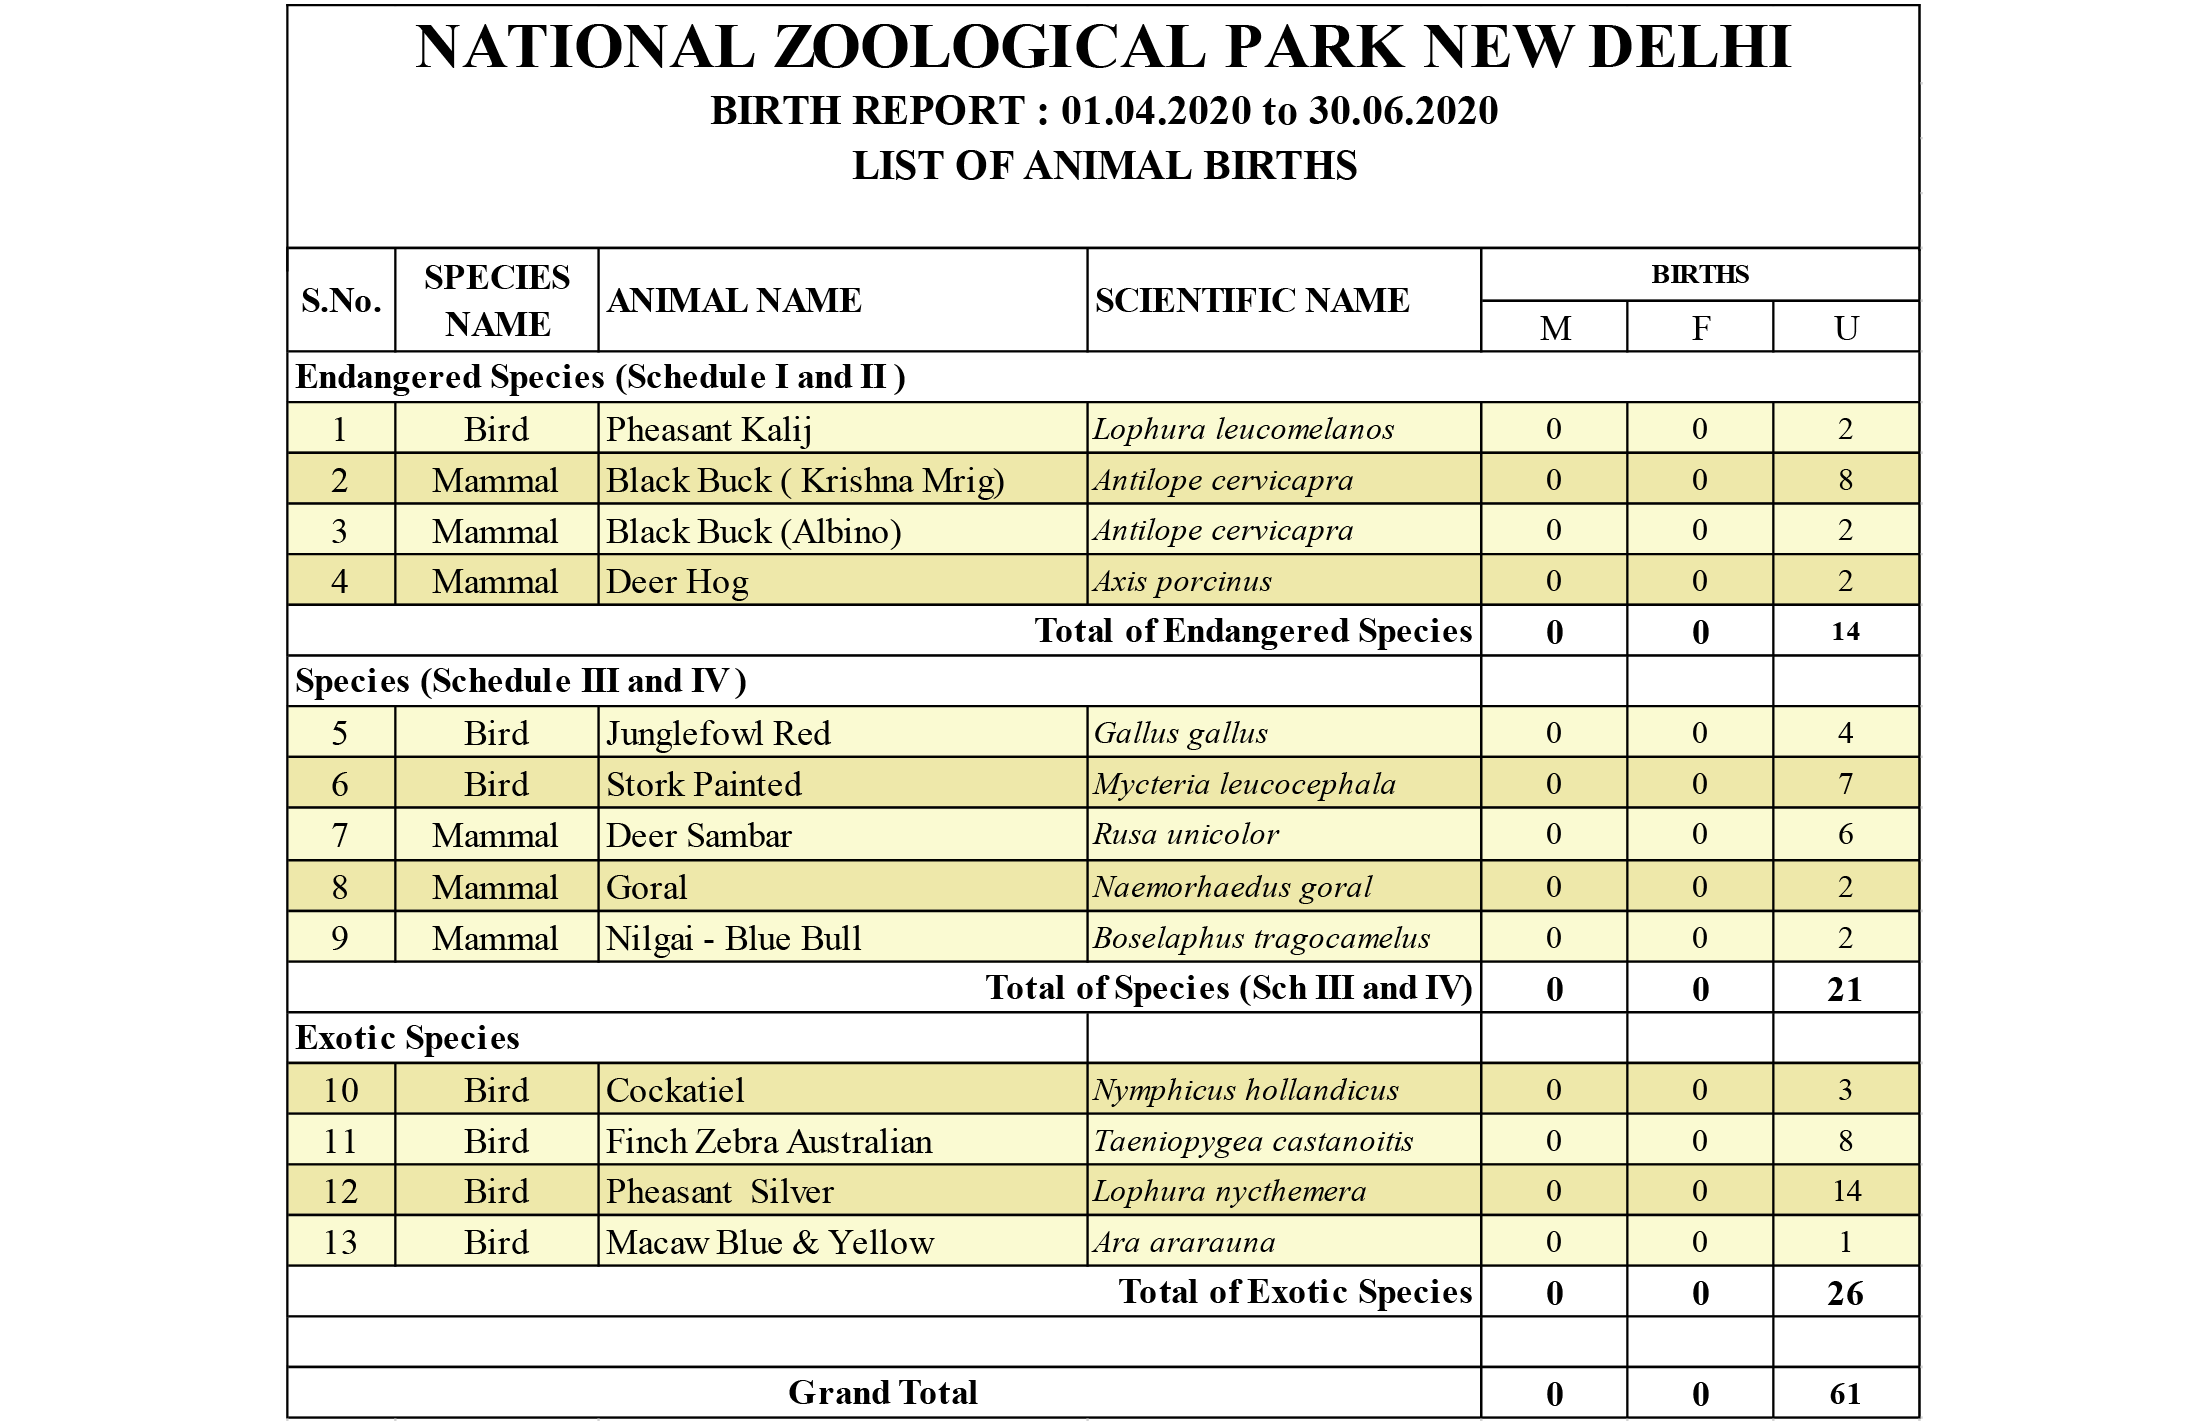 NATIONAL ZOOLOGICAL PARK NEW DELHI
BIRTH REPORT : 01.04.2020 to 30.06.2020
LIST OF ANIMAL BIRTHS
S.No. SPECIES NAME ANIMAL NAME SCIENTIFIC NAME BIRTHS
M F U
Endangered Species (Schedule I and II )
1 Bird Pheasant Kalij Lophura leucomelanos 0 0 2
2 Mammal Black Buck ( Krishna Mrig) Antilope cervicapra 0 0 8
3 Mammal Black Buck (Albino) Antilope cervicapra 0 0 2
4 Mammal Deer Hog Axis porcinus 0 0 2
Total of Endangered Species 0 0 14
Species (Schedule III and IV)
5 Bird Junglefowl Red Gallus gallus 0 0 4
6 Bird Stork Painted Mycteria leucocephala 0 0 7
7 Mammal Deer Sambar Rusa unicolor 0 0 6
8 Mammal Goral Naemorhaedus goral 0 0 2
9 Mammal Nilgai - Blue Bull Boselaphus tragocamelus 0 0 2
Total of Species (Sch III and IV) 0 0 21
Exotic Species
10 Bird Cockatiel Nymphicus hollandicus 0 0 3
11 Bird Finch Zebra Australian Taeniopygea castanoitis 0 0 8
12 Bird Pheasant Silver Lophura nycthemera 0 0 14
13 Bird Macaw Blue & Yellow Ara ararauna 0 0 1
Total of Exotic Species 0 0 26
Grand Total 0 0 61